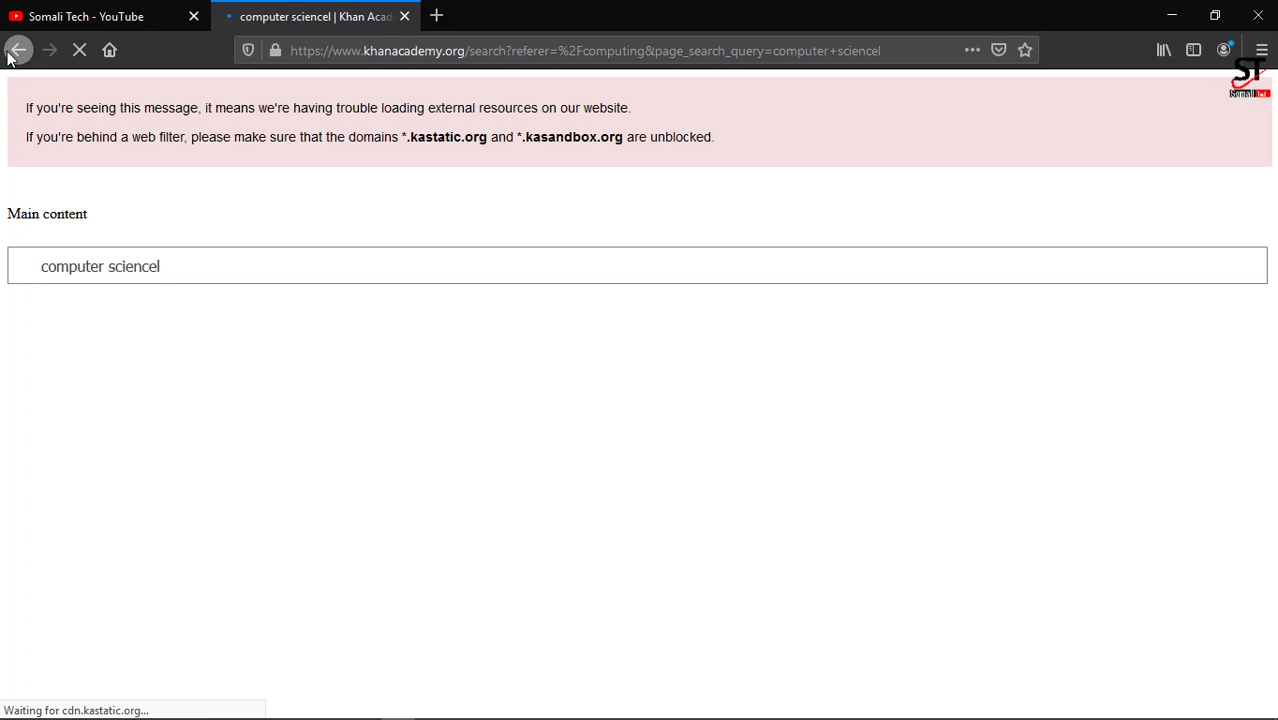 Somali Tech - YouTube
computer sciencel | Khan Acad
https://www.khanacademy.org/search?referer=%2Fcomputing&page_search_query=computer+sciencel
ST
Somali Tech
If you're seeing this message, it means we're having trouble loading external resources on our website.
If you're behind a web filter, please make sure that the domains *.kastatic.org and *.kasandbox.org are unblocked.
Main content
computer sciencel
Waiting for cdn.kastatic.org...